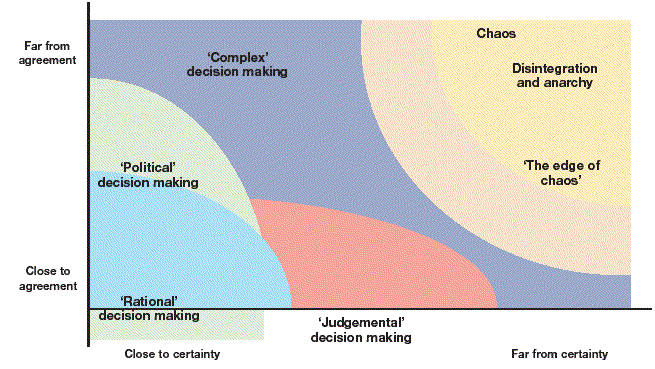 Far from
agreement
‘Complex’
decision making
Chaos
Disintegration
and anarchy
‘Political’
decision making
‘The edge of
chaos’
Close to
agreement
‘Rational’
decision making
‘Judgemental’
decision making
Close to certainty
Far from certainty